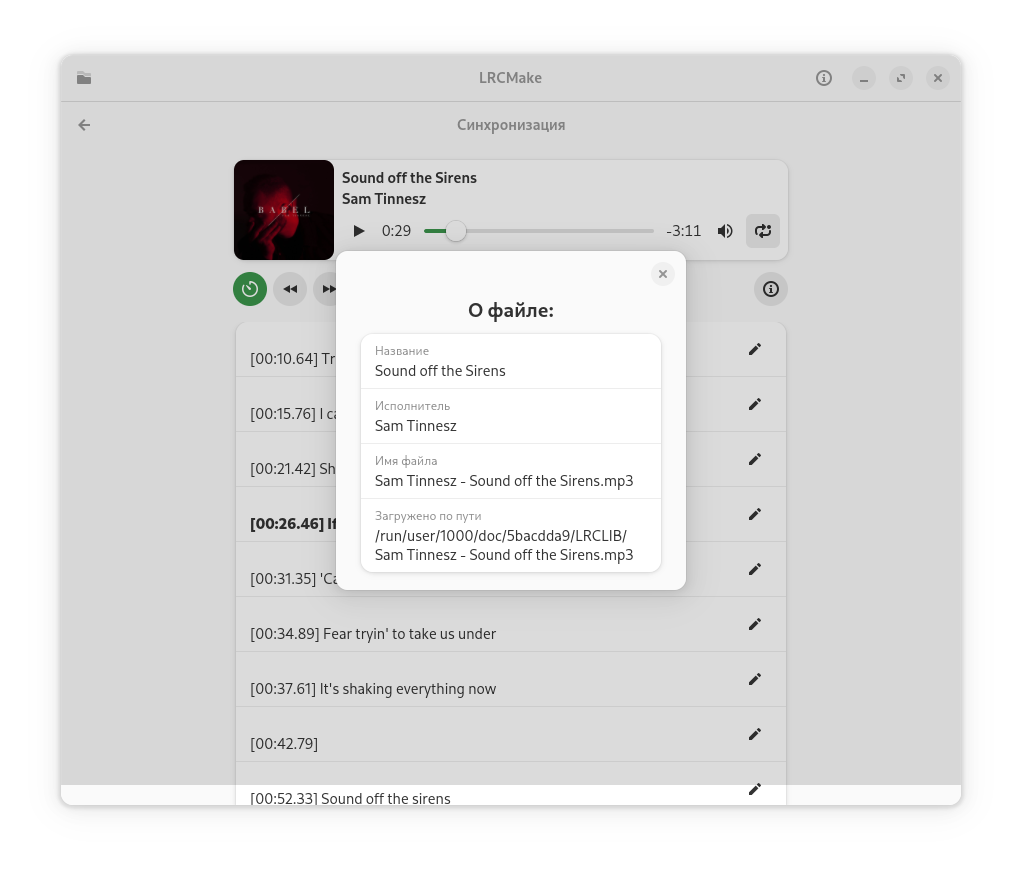 LRCMake
Синхронизация
BABEL
Sound off the Sirens
Sam Tinnesz
0:29
-3:11
О файле:
Название
Sound off the Sirens
Исполнитель
Sam Tinnesz
Имя файла
Sam Tinnesz - Sound off the Sirens.mp3
Загружено по пути
/run/user/1000/doc/5bacdda9/LRCLIB/
Sam Tinnesz - Sound off the Sirens.mp3
[00:10.64] Tr
[00:15.76] I ca
[00:21.42] Sh
[00:26.46] If
[00:31.35] 'Ca
[00:34.89] Fear tryin' to take us under
[00:37.61] It's shaking everything now
[00:42.79]
[00:52.33] Sound off the sirens